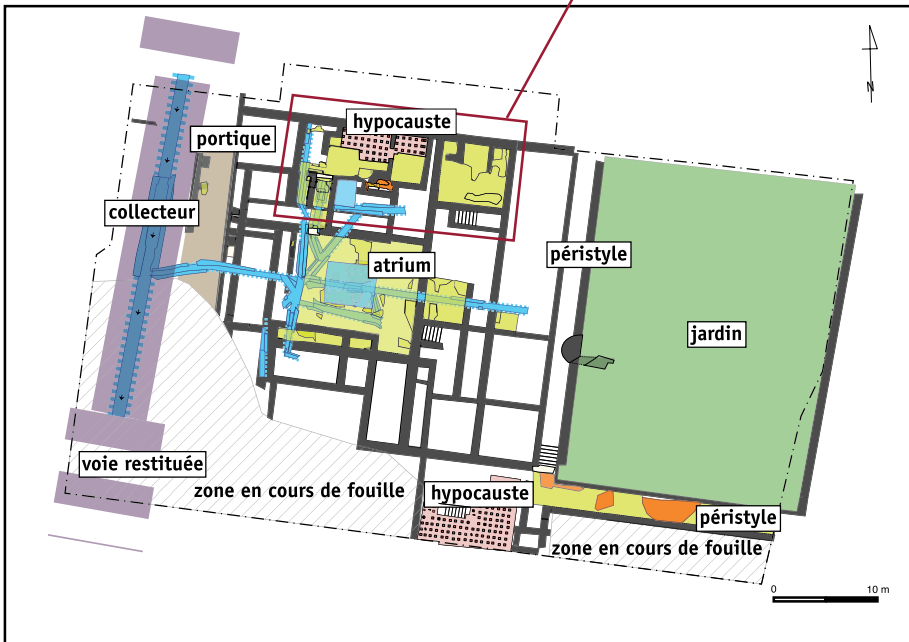 N
hypocauste
portique
collecteur
péristyle
atrium
jardin
voie restituée
zone en cours de fouille
hypocauste
péristyle
zone en cours de fouille
0 10 m